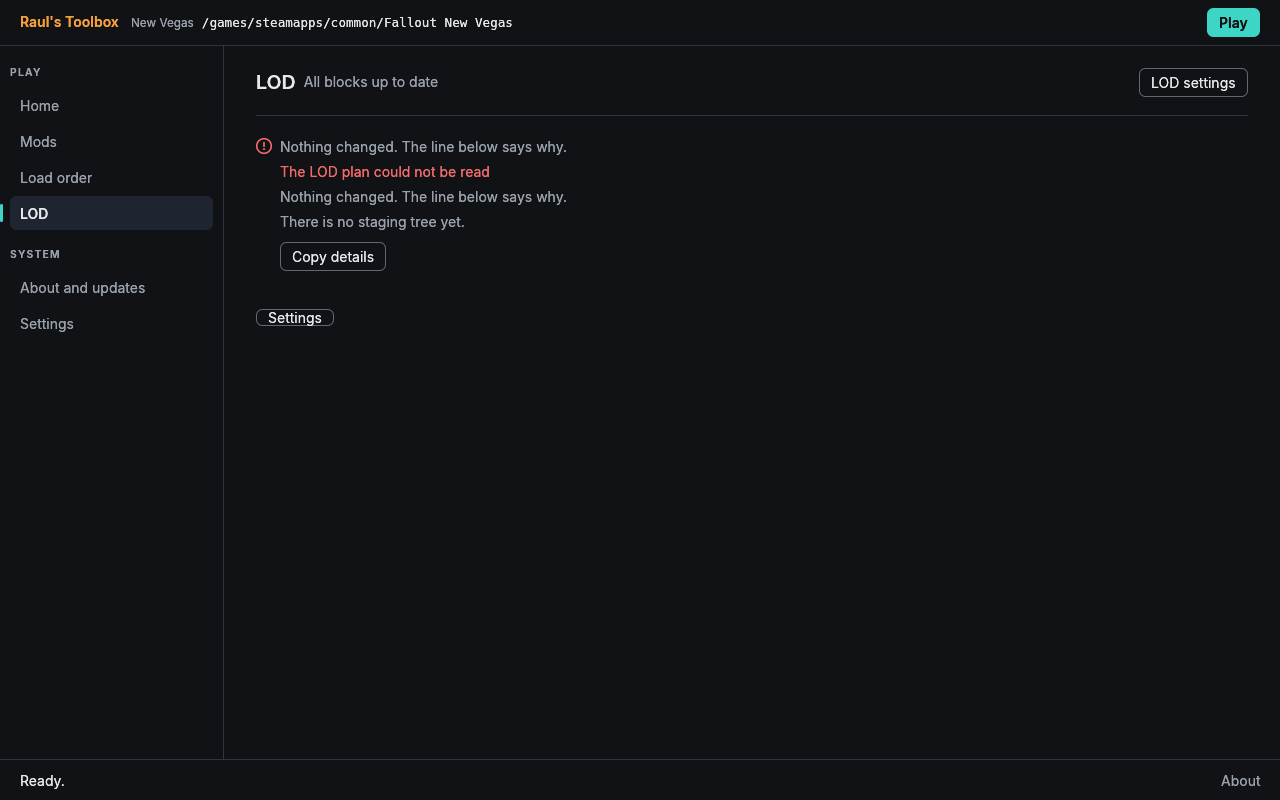 Raul's Toolbox New Vegas /games/steamapps/common/Fallout New Vegas Play
PLAY
Home
Mods
Load order
LOD
SYSTEM
About and updates
Settings
LOD All blocks up to date LOD settings
Nothing changed. The line below says why.
The LOD plan could not be read
Nothing changed. The line below says why.
There is no staging tree yet.
Copy details
Settings
Ready. About